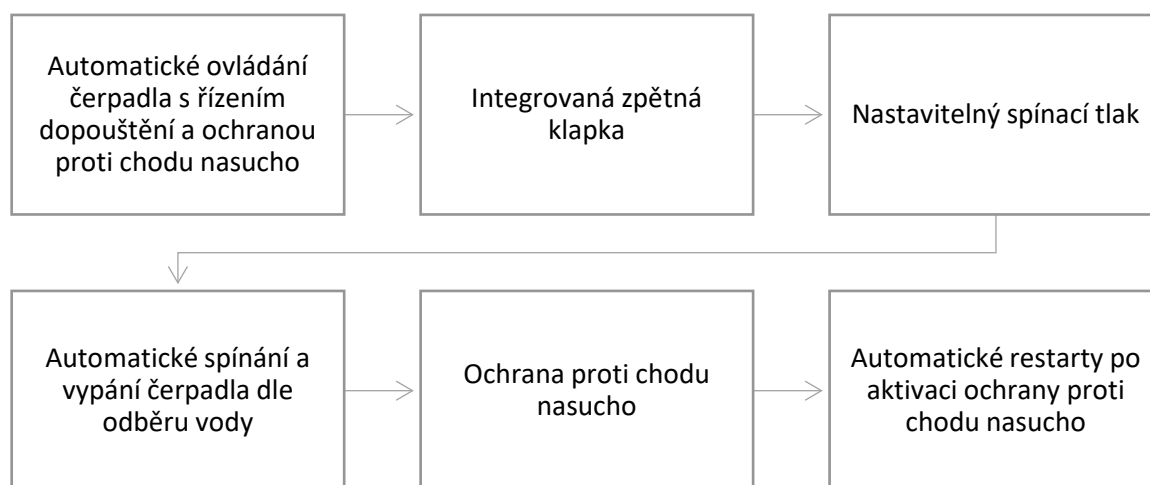 Automatické ovládání
čerpadla s řízením
dopouštění a ochranou
proti chodu nasucho
Integrovaná zpětná
klapka
Nastavitelný spínací tlak
Automatické spínání a
vypání čerpadla dle
odběru vody
Ochrana proti chodu
nasucho
Automatické restarty po
aktivaci ochrany proti
chodu nasucho